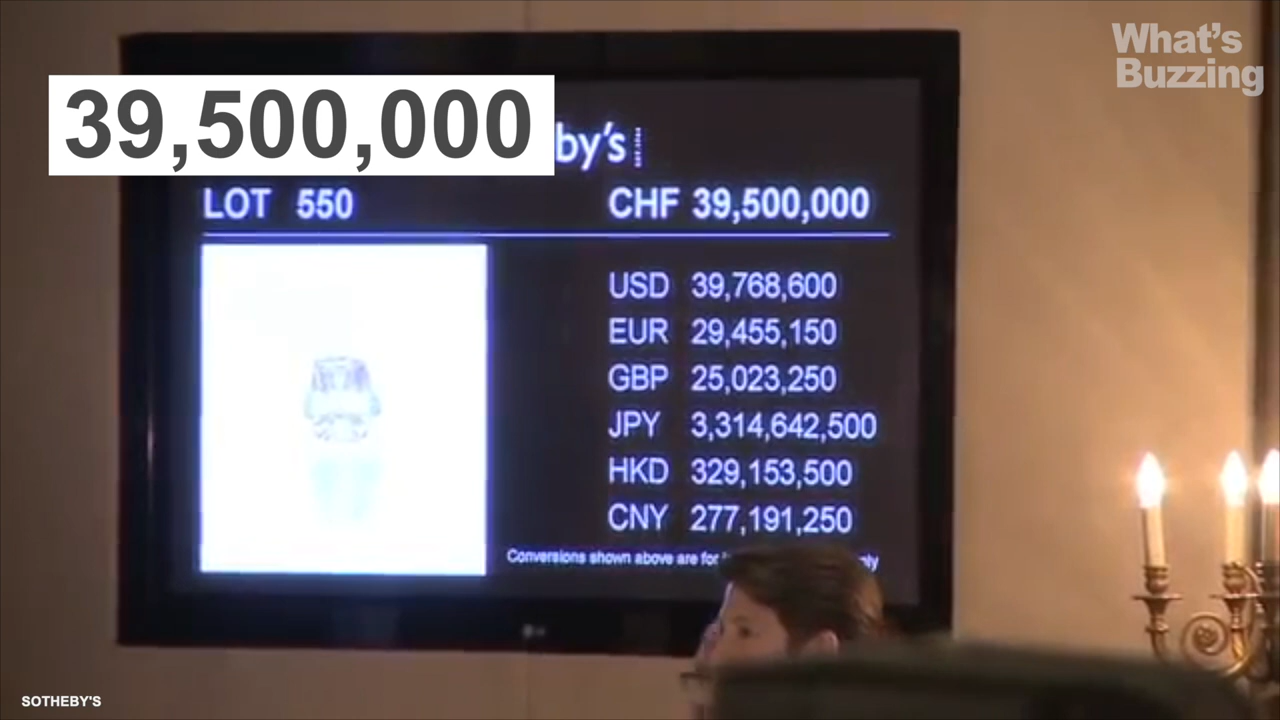 What's
Buzzing
39,500,000
by's
LOT 550
CHF 39,500,000
USD 39,768,600
EUR 29,455,150
GBP 25,023,250
JPY 3,314,642,500
HKD 329,153,500
CNY 277,191,250
Conversions shown above are for
SOTHEBY'S